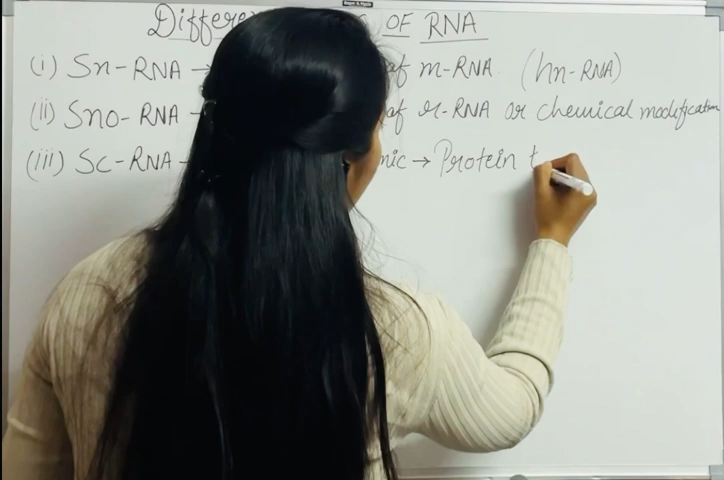 Differe OF RNA
(i) Sn-RNA → of m-RNA (hn-RNA)
(ii) Sno-RNA - of r-RNA or chemical modification
(iii) Sc-RNA - mic → Protein t